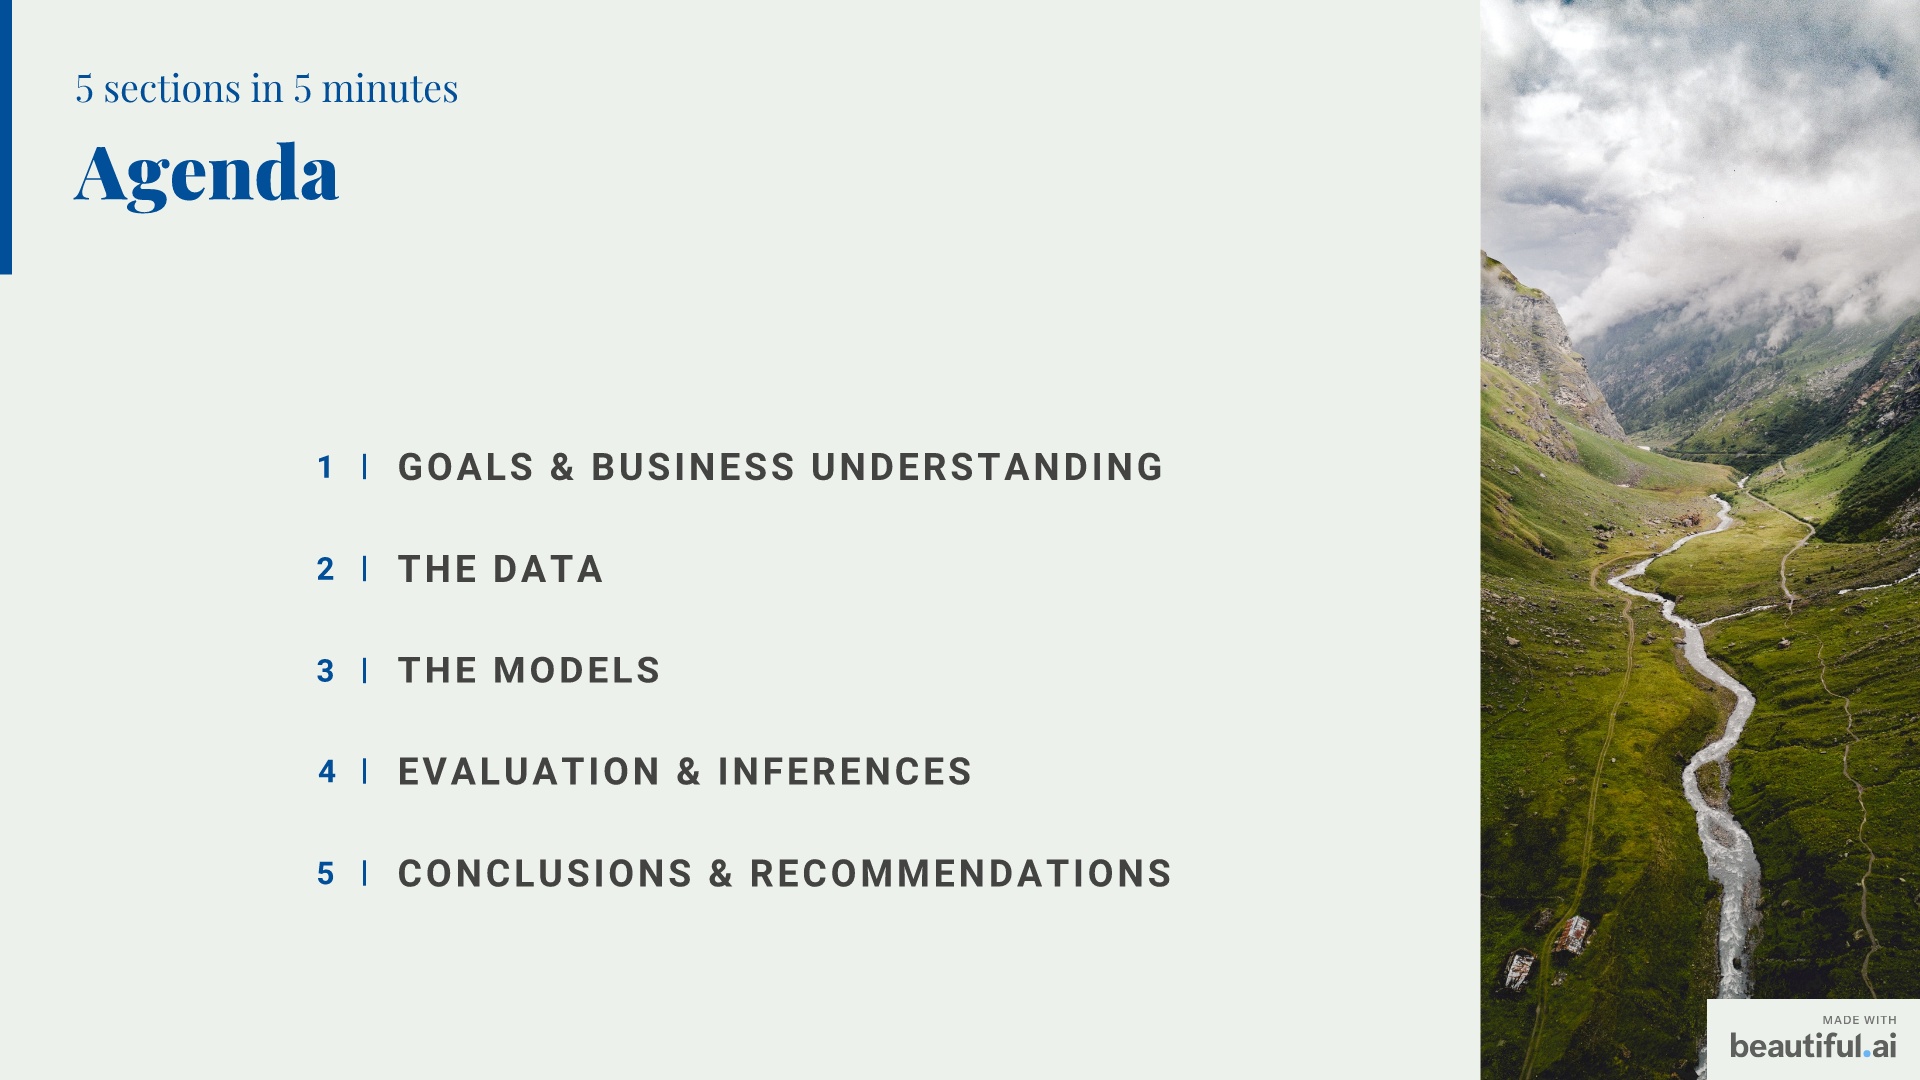 5 sections in 5 minutes
Agenda
1 | GOALS & BUSINESS UNDERSTANDING
2 | THE DATA
3 | THE MODELS
4 | EVALUATION & INFERENCES
5 | CONCLUSIONS & RECOMMENDATIONS
MADE WITH
beautiful.ai